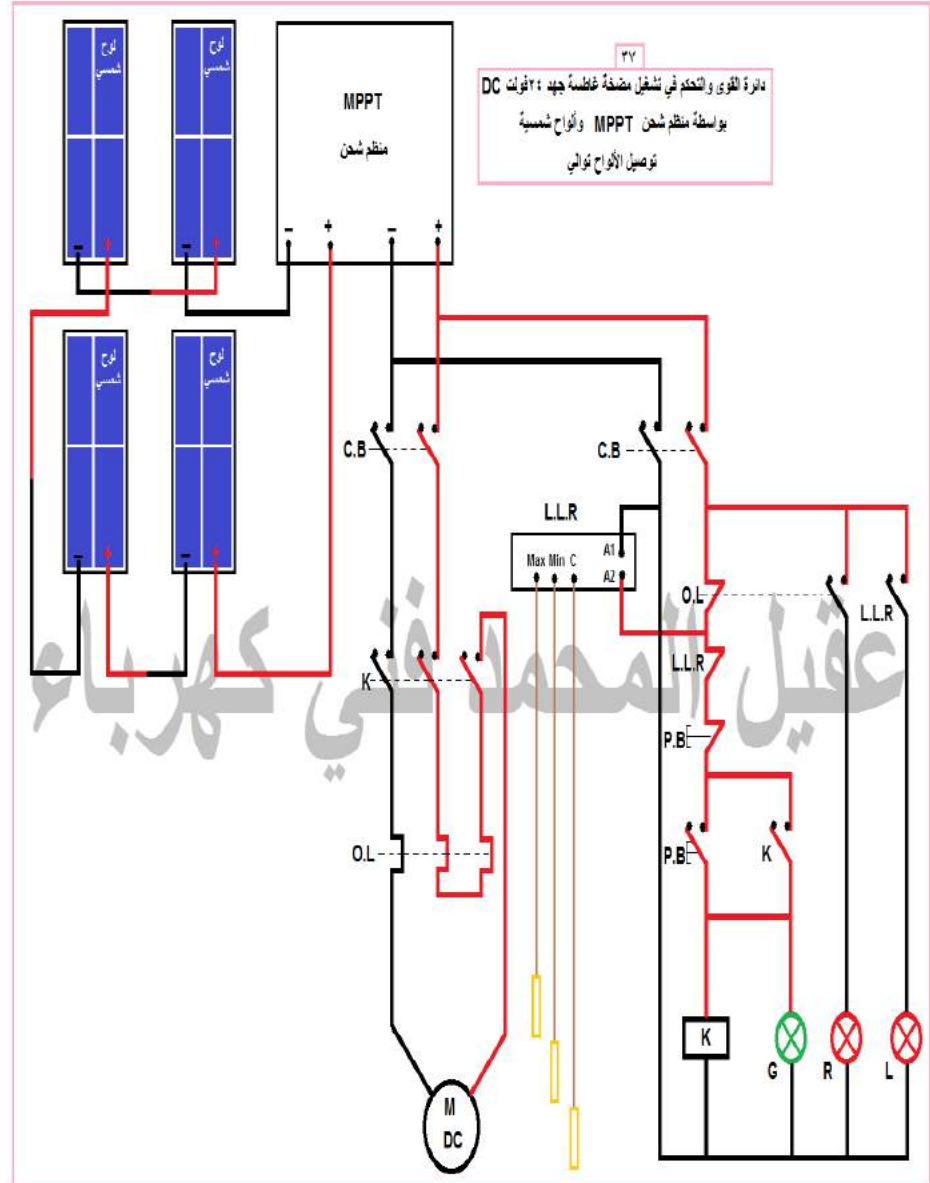 ٣٧
دائرة القوى والتحكم في تشغيل مضخة غاطسة جهد ٢٤ فولت DC
بواسطة منظم شحن MPPT وألواح شمسية
توصيل الألواح توالي
لوح
شمسي
لوح
شمسي
MPPT
منظم شحن
− +
− +
− + − +
لوح
شمسي
لوح
شمسي
− +
− +
C.B
C.B
L.L.R
Max Min C
A1
A2
O.L
L.L.R
L.L.R
K
P.B
P.B
K
O.L
عقيل المحمد فني كهرباء
K
G
R
L
M
DC